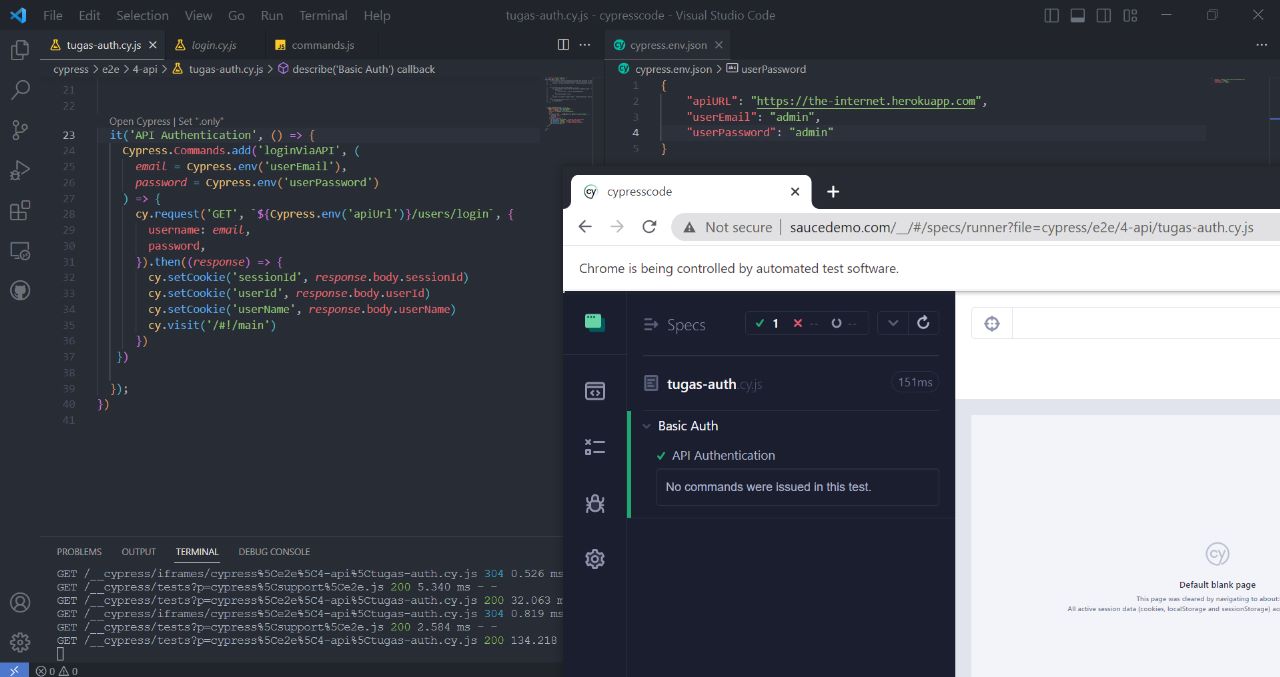 File Edit Selection View Go Run Terminal Help
tugas-auth.cy.js - cypresscode - Visual Studio Code
tugas-auth.cy.js login.cy.js commands.js
cypress > e2e > 4-api > tugas-auth.cy.js > describe('Basic Auth') callback
21
22
Open Cypress | Set ".only"
23 it('API Authentication', () => {
24 Cypress.Commands.add('loginViaAPI', (
25 email = Cypress.env('userEmail'),
26 password = Cypress.env('userPassword')
27 ) => {
28 cy.request('GET', `${Cypress.env('apiUrl')}/users/login`, {
29 username: email,
30 password,
31 }).then((response) => {
32 cy.setCookie('sessionId', response.body.sessionId)
33 cy.setCookie('userId', response.body.userId)
34 cy.setCookie('userName', response.body.userName)
35 cy.visit('/#!/main')
36 })
37 })
38
39 });
40 })
41
cypress.env.json
cypress.env.json > userPassword
1 {
2 "apiURL": "https://the-internet.herokuapp.com",
3 "userEmail": "admin",
4 "userPassword": "admin"
5 }
cypresscode
Not secure | saucedemo.com/__/#/specs/runner?file=cypress/e2e/4-api/tugas-auth.cy.js
Chrome is being controlled by automated test software.
Specs 1 -- --
tugas-auth.cy.js 151ms
Basic Auth
API Authentication
No commands were issued in this test.
cy
Default blank page
This page was cleared by navigating to about:
All active session data (cookies, localStorage and sessionStorage)
PROBLEMS OUTPUT TERMINAL DEBUG CONSOLE
GET /__cypress/iframes/cypress%5Ce2e%5C4-api%5Ctugas-auth.cy.js 304 0.526 ms
GET /__cypress/tests?p=cypress%5Csupport%5Ce2e.js 200 5.340 ms - -
GET /__cypress/tests?p=cypress%5Ce2e%5C4-api%5Ctugas-auth.cy.js 200 32.063 m
GET /__cypress/iframes/cypress%5Ce2e%5C4-api%5Ctugas-auth.cy.js 304 0.819 ms
GET /__cypress/tests?p=cypress%5Csupport%5Ce2e.js 200 2.584 ms - -
GET /__cypress/tests?p=cypress%5Ce2e%5C4-api%5Ctugas-auth.cy.js 200 134.218
0 0